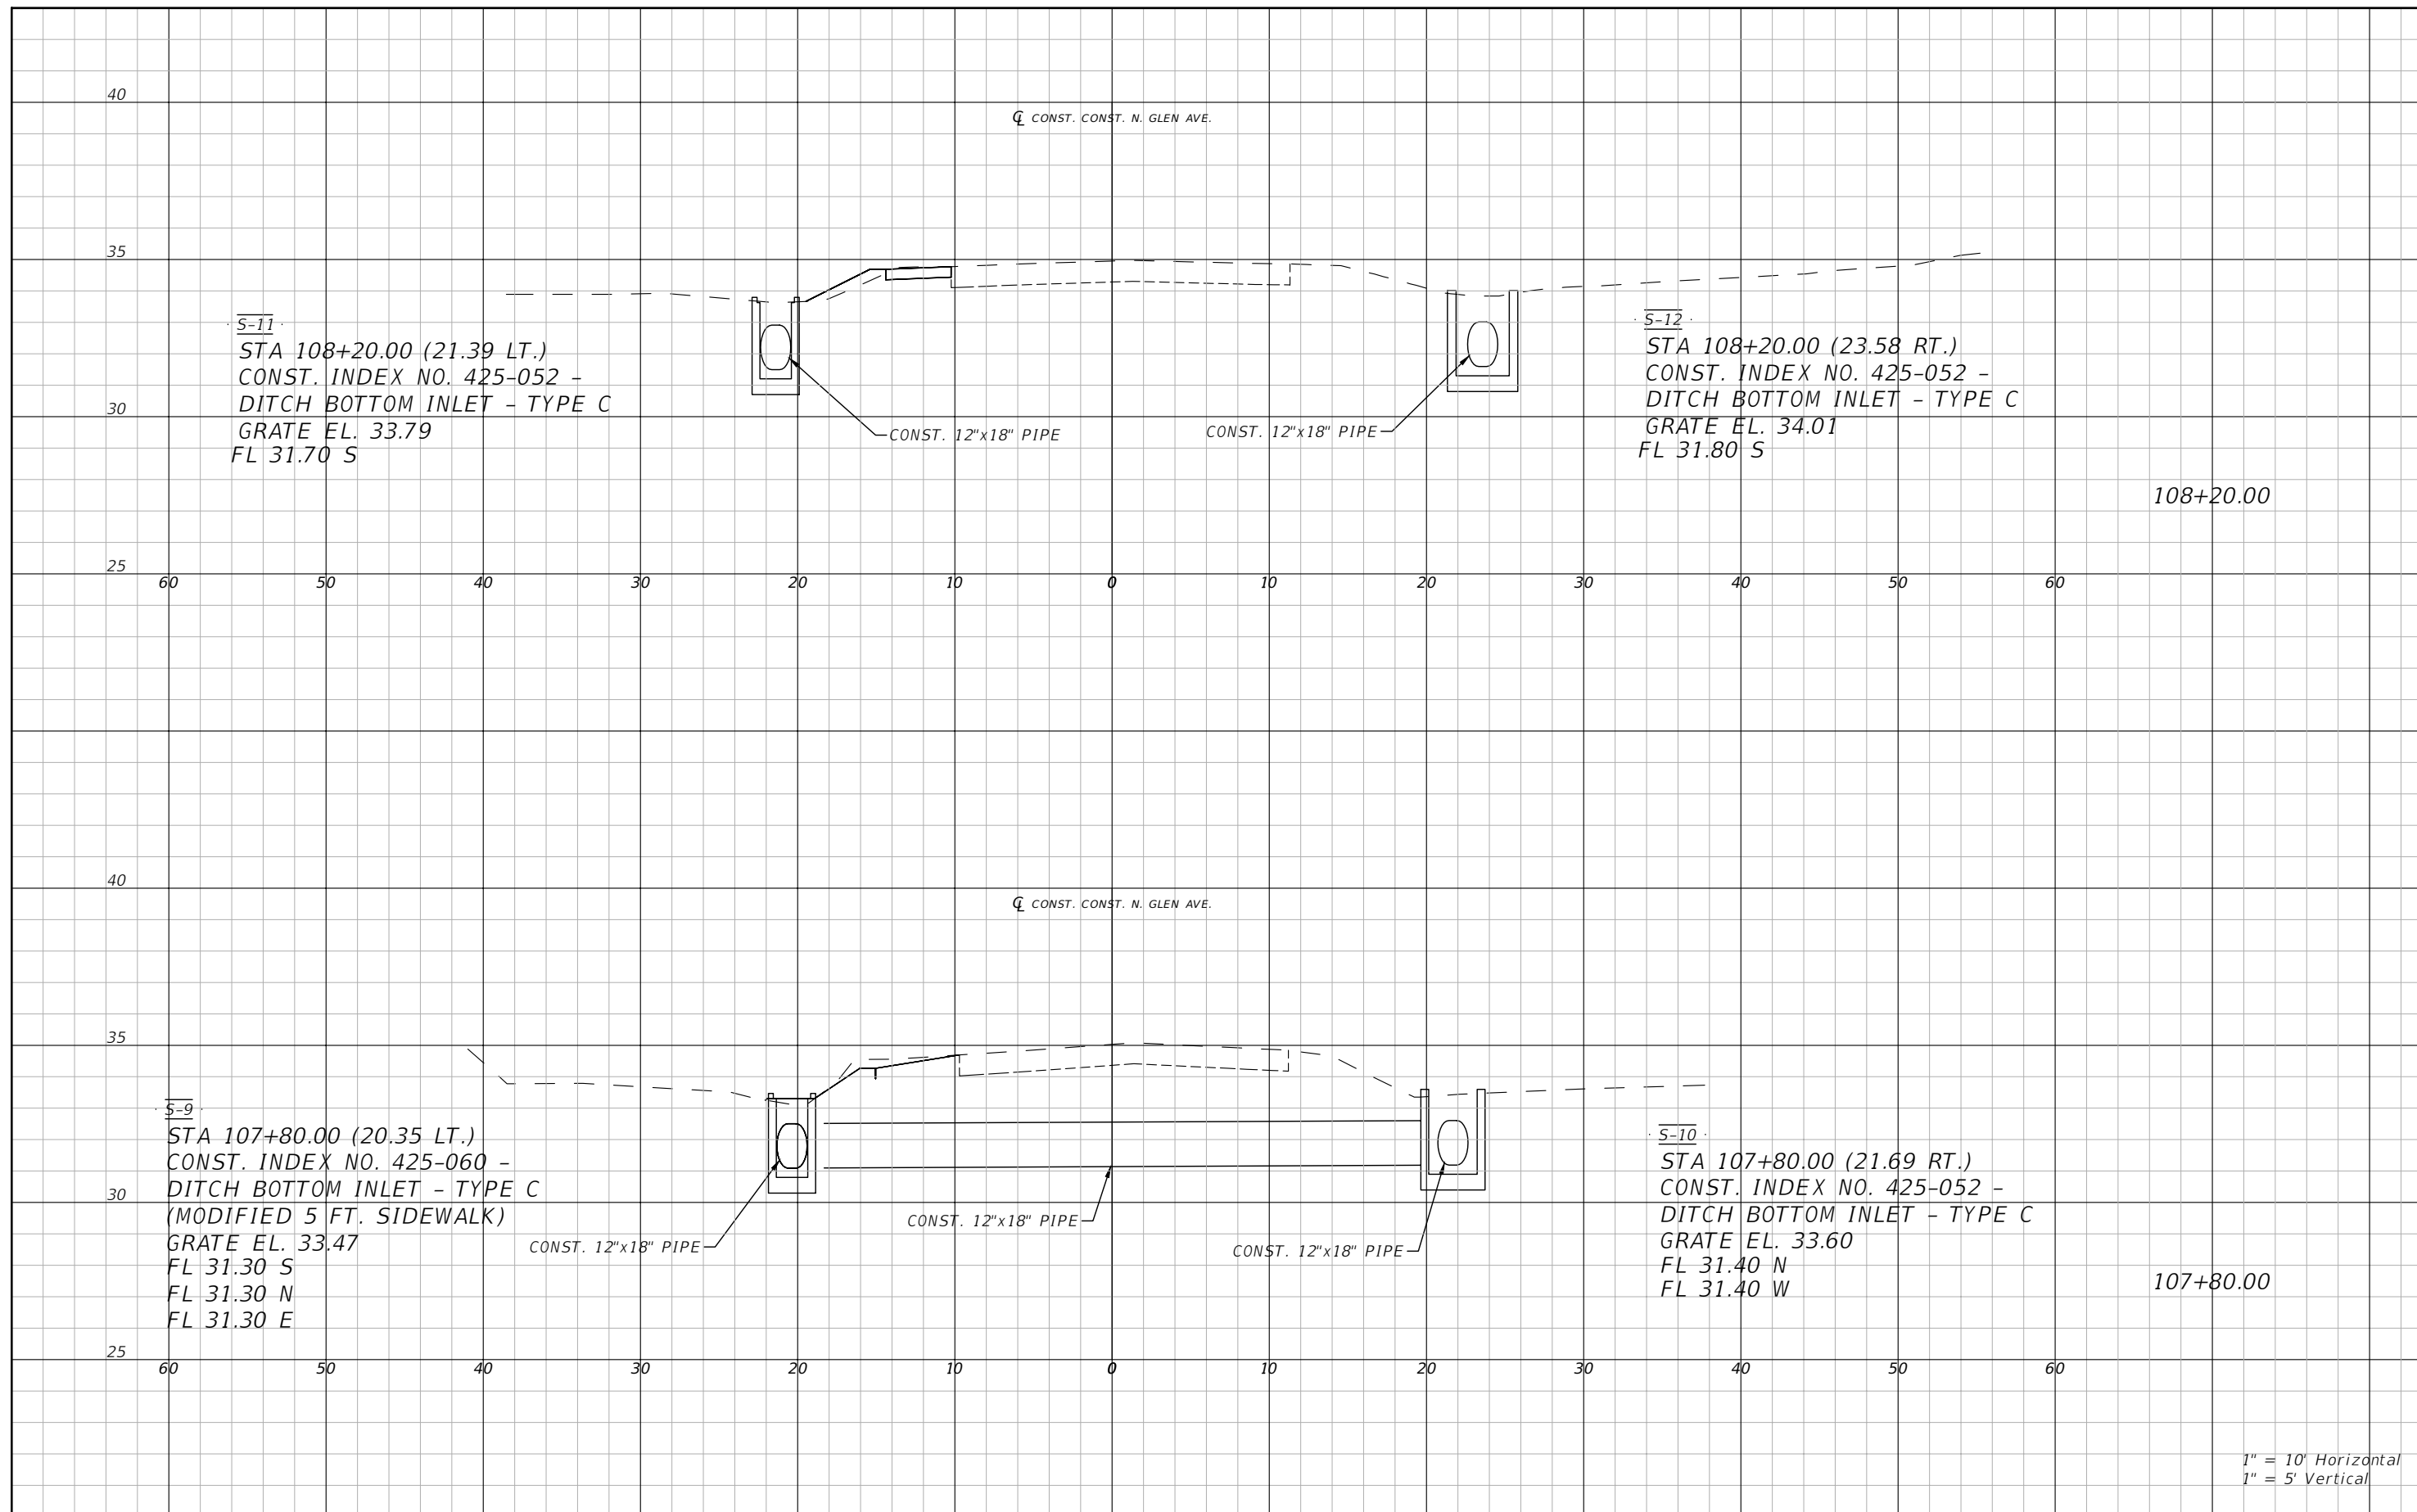 40
℄ CONST. CONST. N. GLEN AVE.
35
S-11
STA 108+20.00 (21.39 LT.)
CONST. INDEX NO. 425-052 -
DITCH BOTTOM INLET - TYPE C
GRATE EL. 33.79
FL 31.70 S
CONST. 12"x18" PIPE
CONST. 12"x18" PIPE
S-12
STA 108+20.00 (23.58 RT.)
CONST. INDEX NO. 425-052 -
DITCH BOTTOM INLET - TYPE C
GRATE EL. 34.01
FL 31.80 S
30
108+20.00
25
60 50 40 30 20 10 0 10 20 30 40 50 60
40
℄ CONST. CONST. N. GLEN AVE.
35
S-9
STA 107+80.00 (20.35 LT.)
CONST. INDEX NO. 425-060 -
DITCH BOTTOM INLET - TYPE C
(MODIFIED 5 FT. SIDEWALK)
GRATE EL. 33.47
FL 31.30 S
FL 31.30 N
FL 31.30 E
CONST. 12"x18" PIPE
CONST. 12"x18" PIPE
CONST. 12"x18" PIPE
S-10
STA 107+80.00 (21.69 RT.)
CONST. INDEX NO. 425-052 -
DITCH BOTTOM INLET - TYPE C
GRATE EL. 33.60
FL 31.40 N
FL 31.40 W
30
107+80.00
25
60 50 40 30 20 10 0 10 20 30 40 50 60
1" = 10' Horizontal
1" = 5' Vertical